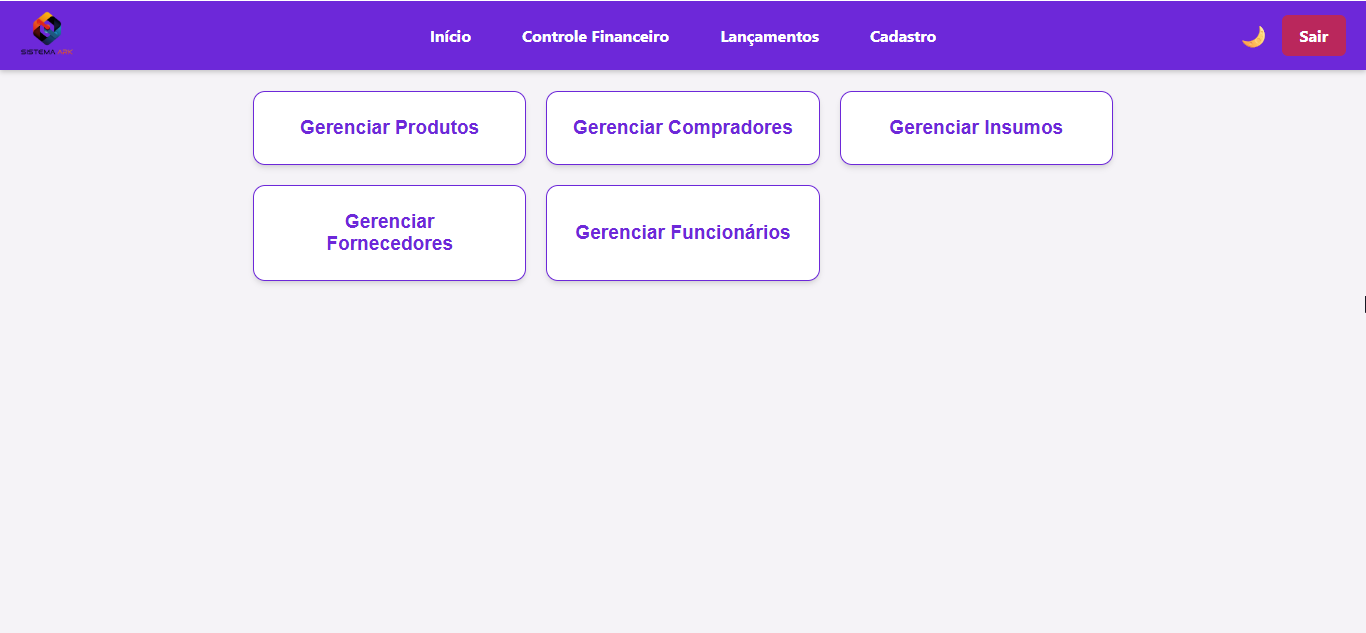 SISTEMA ARK
Início
Controle Financeiro
Lançamentos
Cadastro
Sair
Gerenciar Produtos
Gerenciar Compradores
Gerenciar Insumos
Gerenciar
Fornecedores
Gerenciar Funcionários